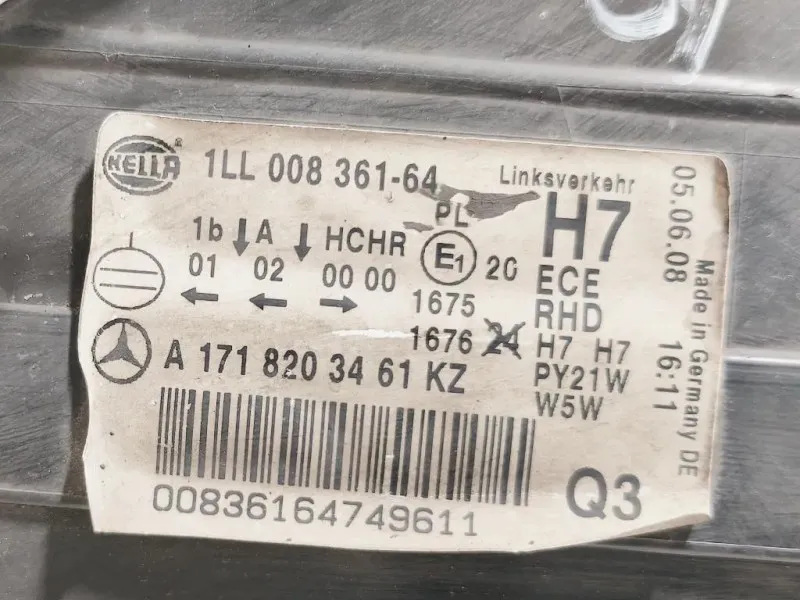 HELLA ® 1LL 008 361-64
Linksverkehr
PL
H7
1b A HCHR
01 02 00 00
E1 20
ECE
1675
RHD
1676 24 H7 H7
A 171 820 34 61 KZ
PY21W
W5W
00836164749611
Q3
05.06.08 16:11
Made in Germany DE